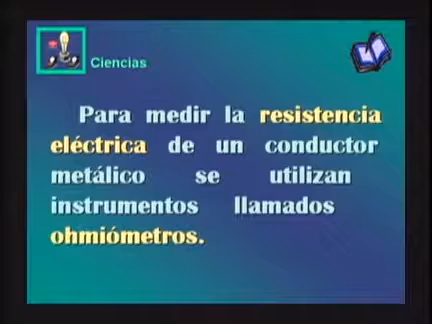 Ciencias
Para medir la resistencia
eléctrica de un conductor
metálico se utilizan
instrumentos llamados
ohmiómetros.